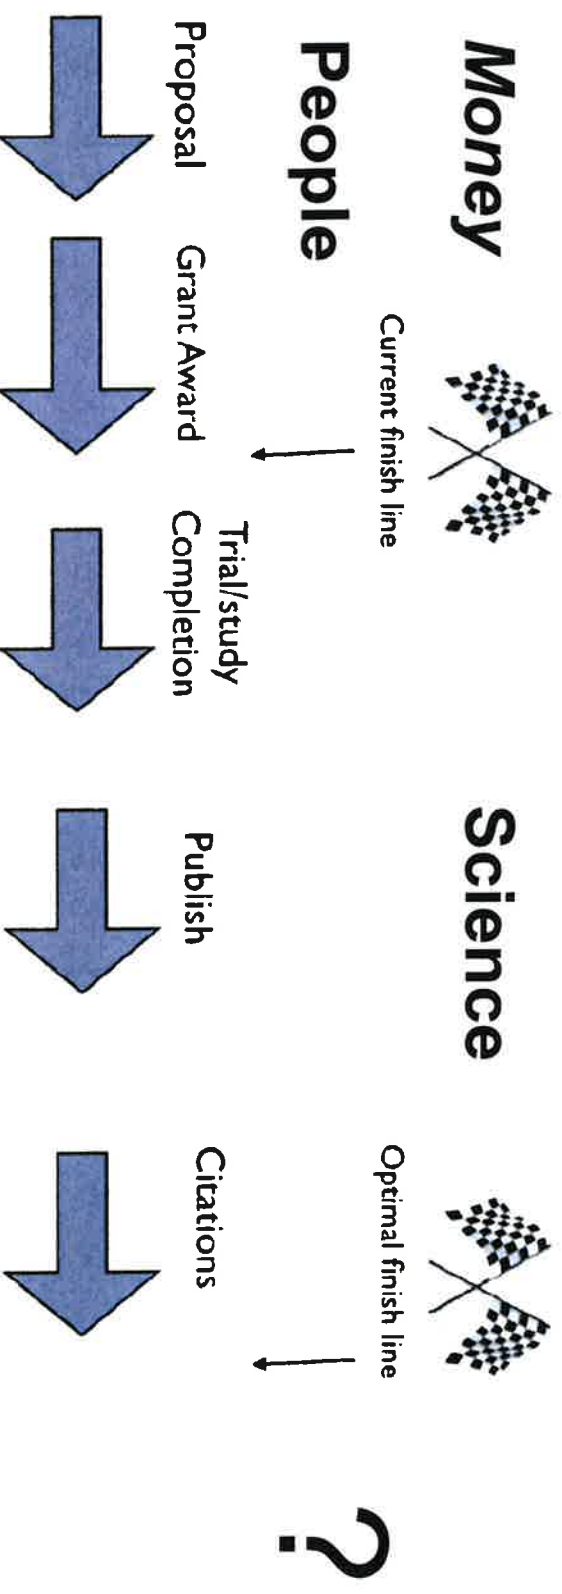 Money
Science
People
Current finish line
Optimal finish line
Proposal
Grant Award
Trial/study
Completion
Publish
Citations
?